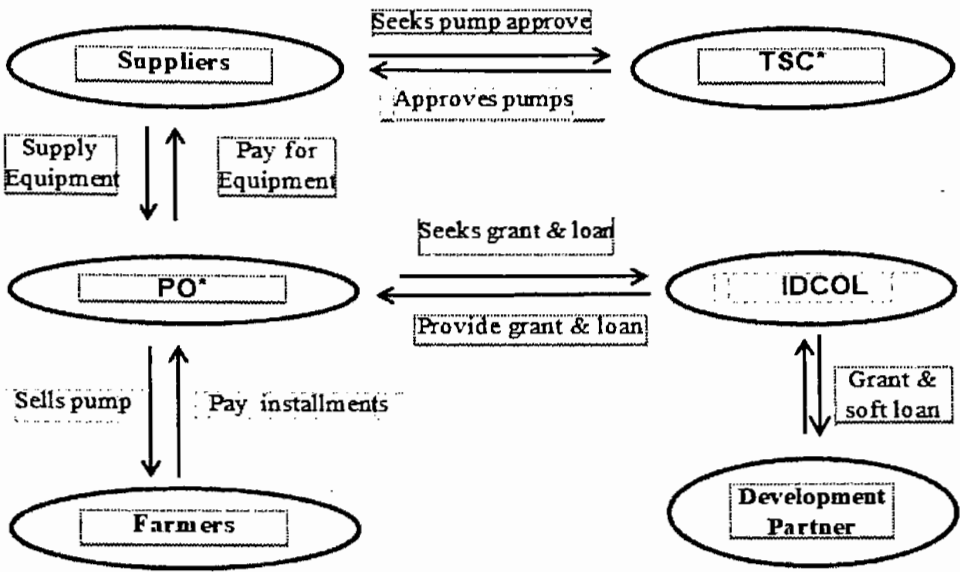 Seeks pump approve
Suppliers
TSC*
Approves pumps
Supply
Equipment
Pay for
Equipment
Seeks grant & loan
PO*
IDCOL
Provide grant & loan
Sells pump
Pay installments
Grant &
soft loan
Farmers
Development
Partner